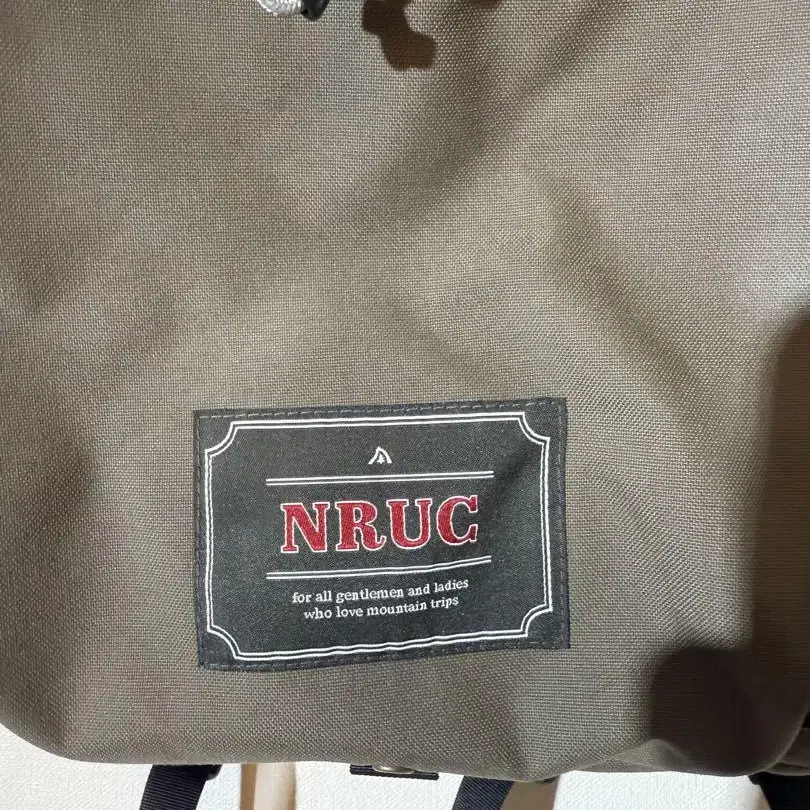 NRUC
for all gentlemen and ladies
who love mountain trips